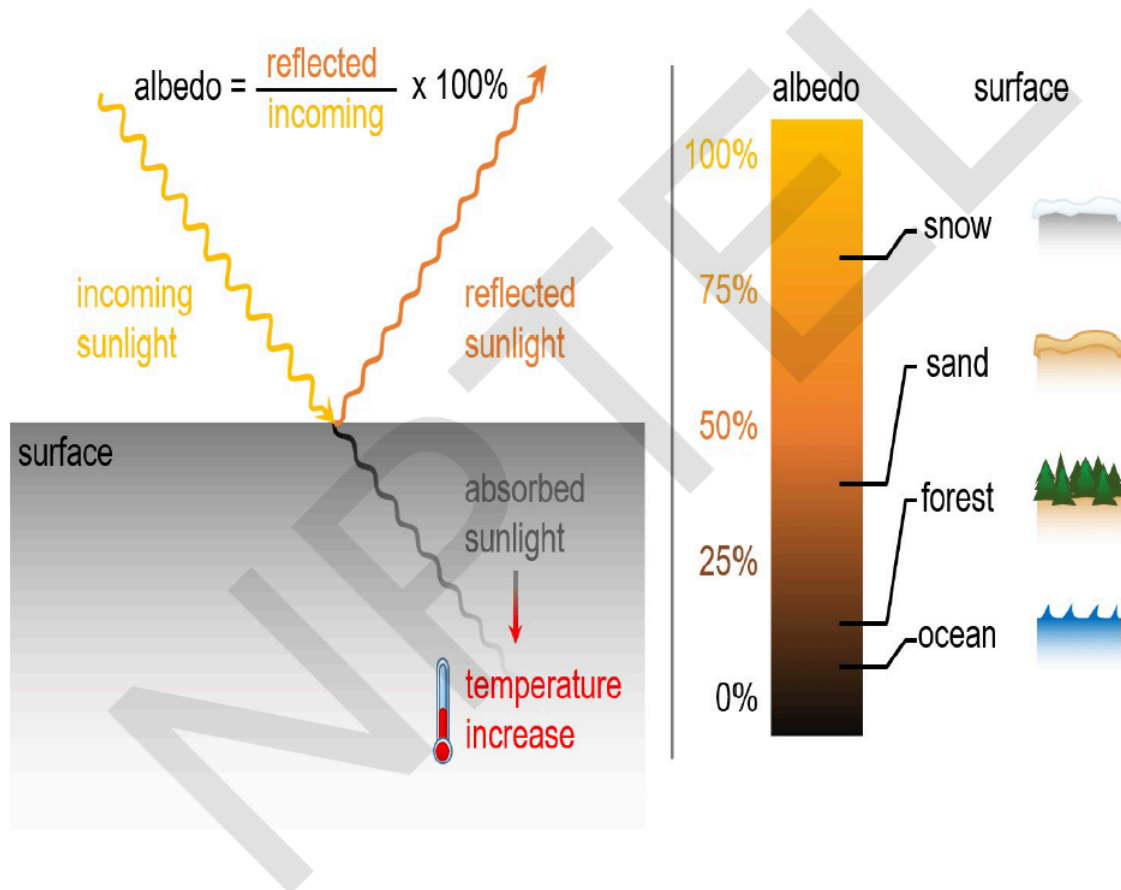 albedo = reflected / incoming x 100%
incoming
sunlight
reflected
sunlight
surface
absorbed
sunlight
temperature
increase
albedo
surface
100%
75%
50%
25%
0%
snow
sand
forest
ocean
NPTEL